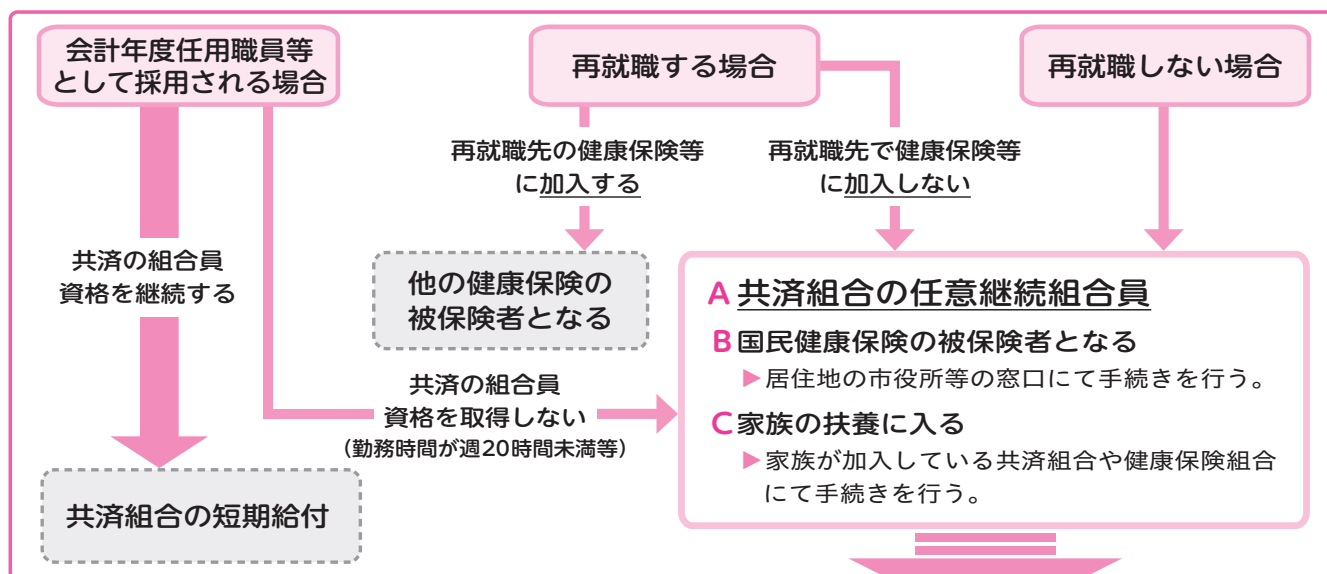 会計年度任用職員等
として採用される場合
再就職する場合
再就職しない場合
再就職先の健康保険等
に加入する
再就職先で健康保険等
に加入しない
共済の組合員
資格を継続する
他の健康保険の
被保険者となる
共済の組合員
資格を取得しない
（勤務時間が週20時間未満等）
共済組合の短期給付
A 共済組合の任意継続組合員
B 国民健康保険の被保険者となる
▶居住地の市役所等の窓口にて手続きを行う。
C 家族の扶養に入る
▶家族が加入している共済組合や健康保険組合
にて手続きを行う。